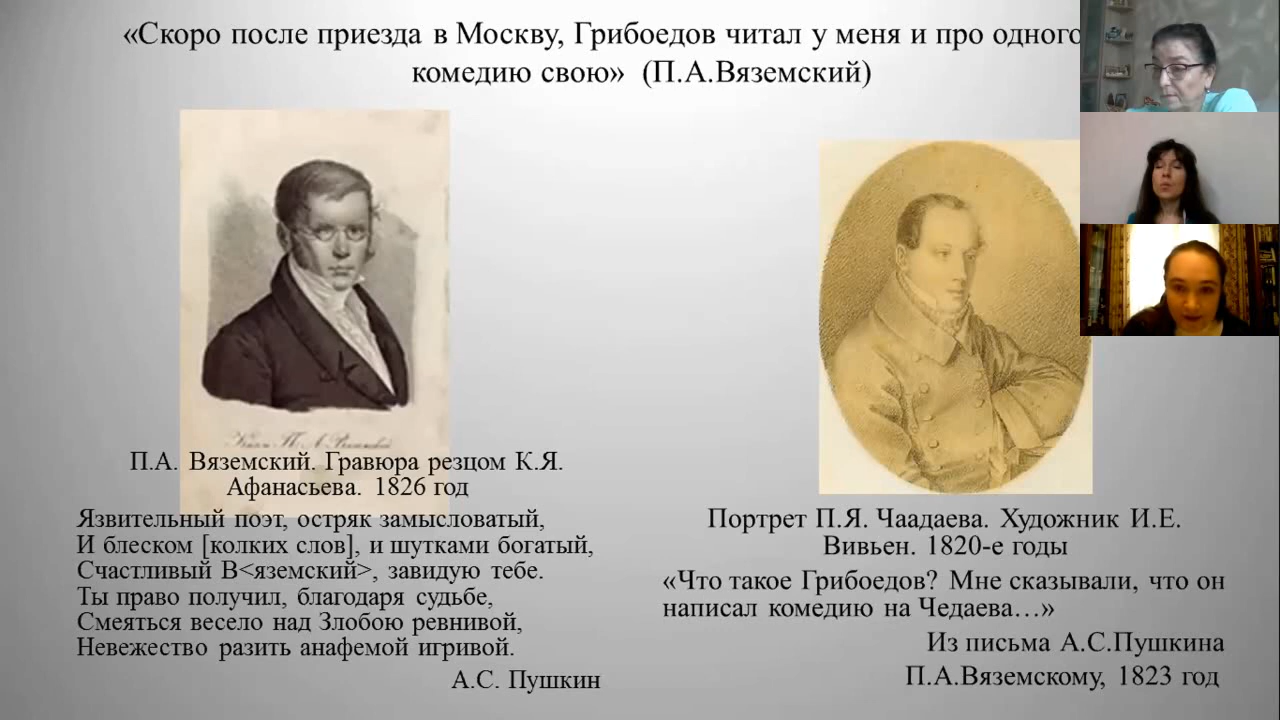 «Скоро после приезда в Москву, Грибоедов читал у меня и про одного
комедию свою» (П.А.Вяземский)
П.А. Вяземский. Гравюра резцом К.Я.
Афанасьева. 1826 год
Язвительный поэт, остряк замысловатый,
И блеском [колких слов], и шутками богатый,
Счастливый В<яземский>, завидую тебе.
Ты право получил, благодаря судьбе,
Смеяться весело над Злобою ревнивой,
Невежество разить анафемой игривой.
А.С. Пушкин
Портрет П.Я. Чаадаева. Художник И.Е.
Вивьен. 1820-е годы
«Что такое Грибоедов? Мне сказывали, что он
написал комедию на Чедаева…»
Из письма А.С.Пушкина
П.А.Вяземскому, 1823 год